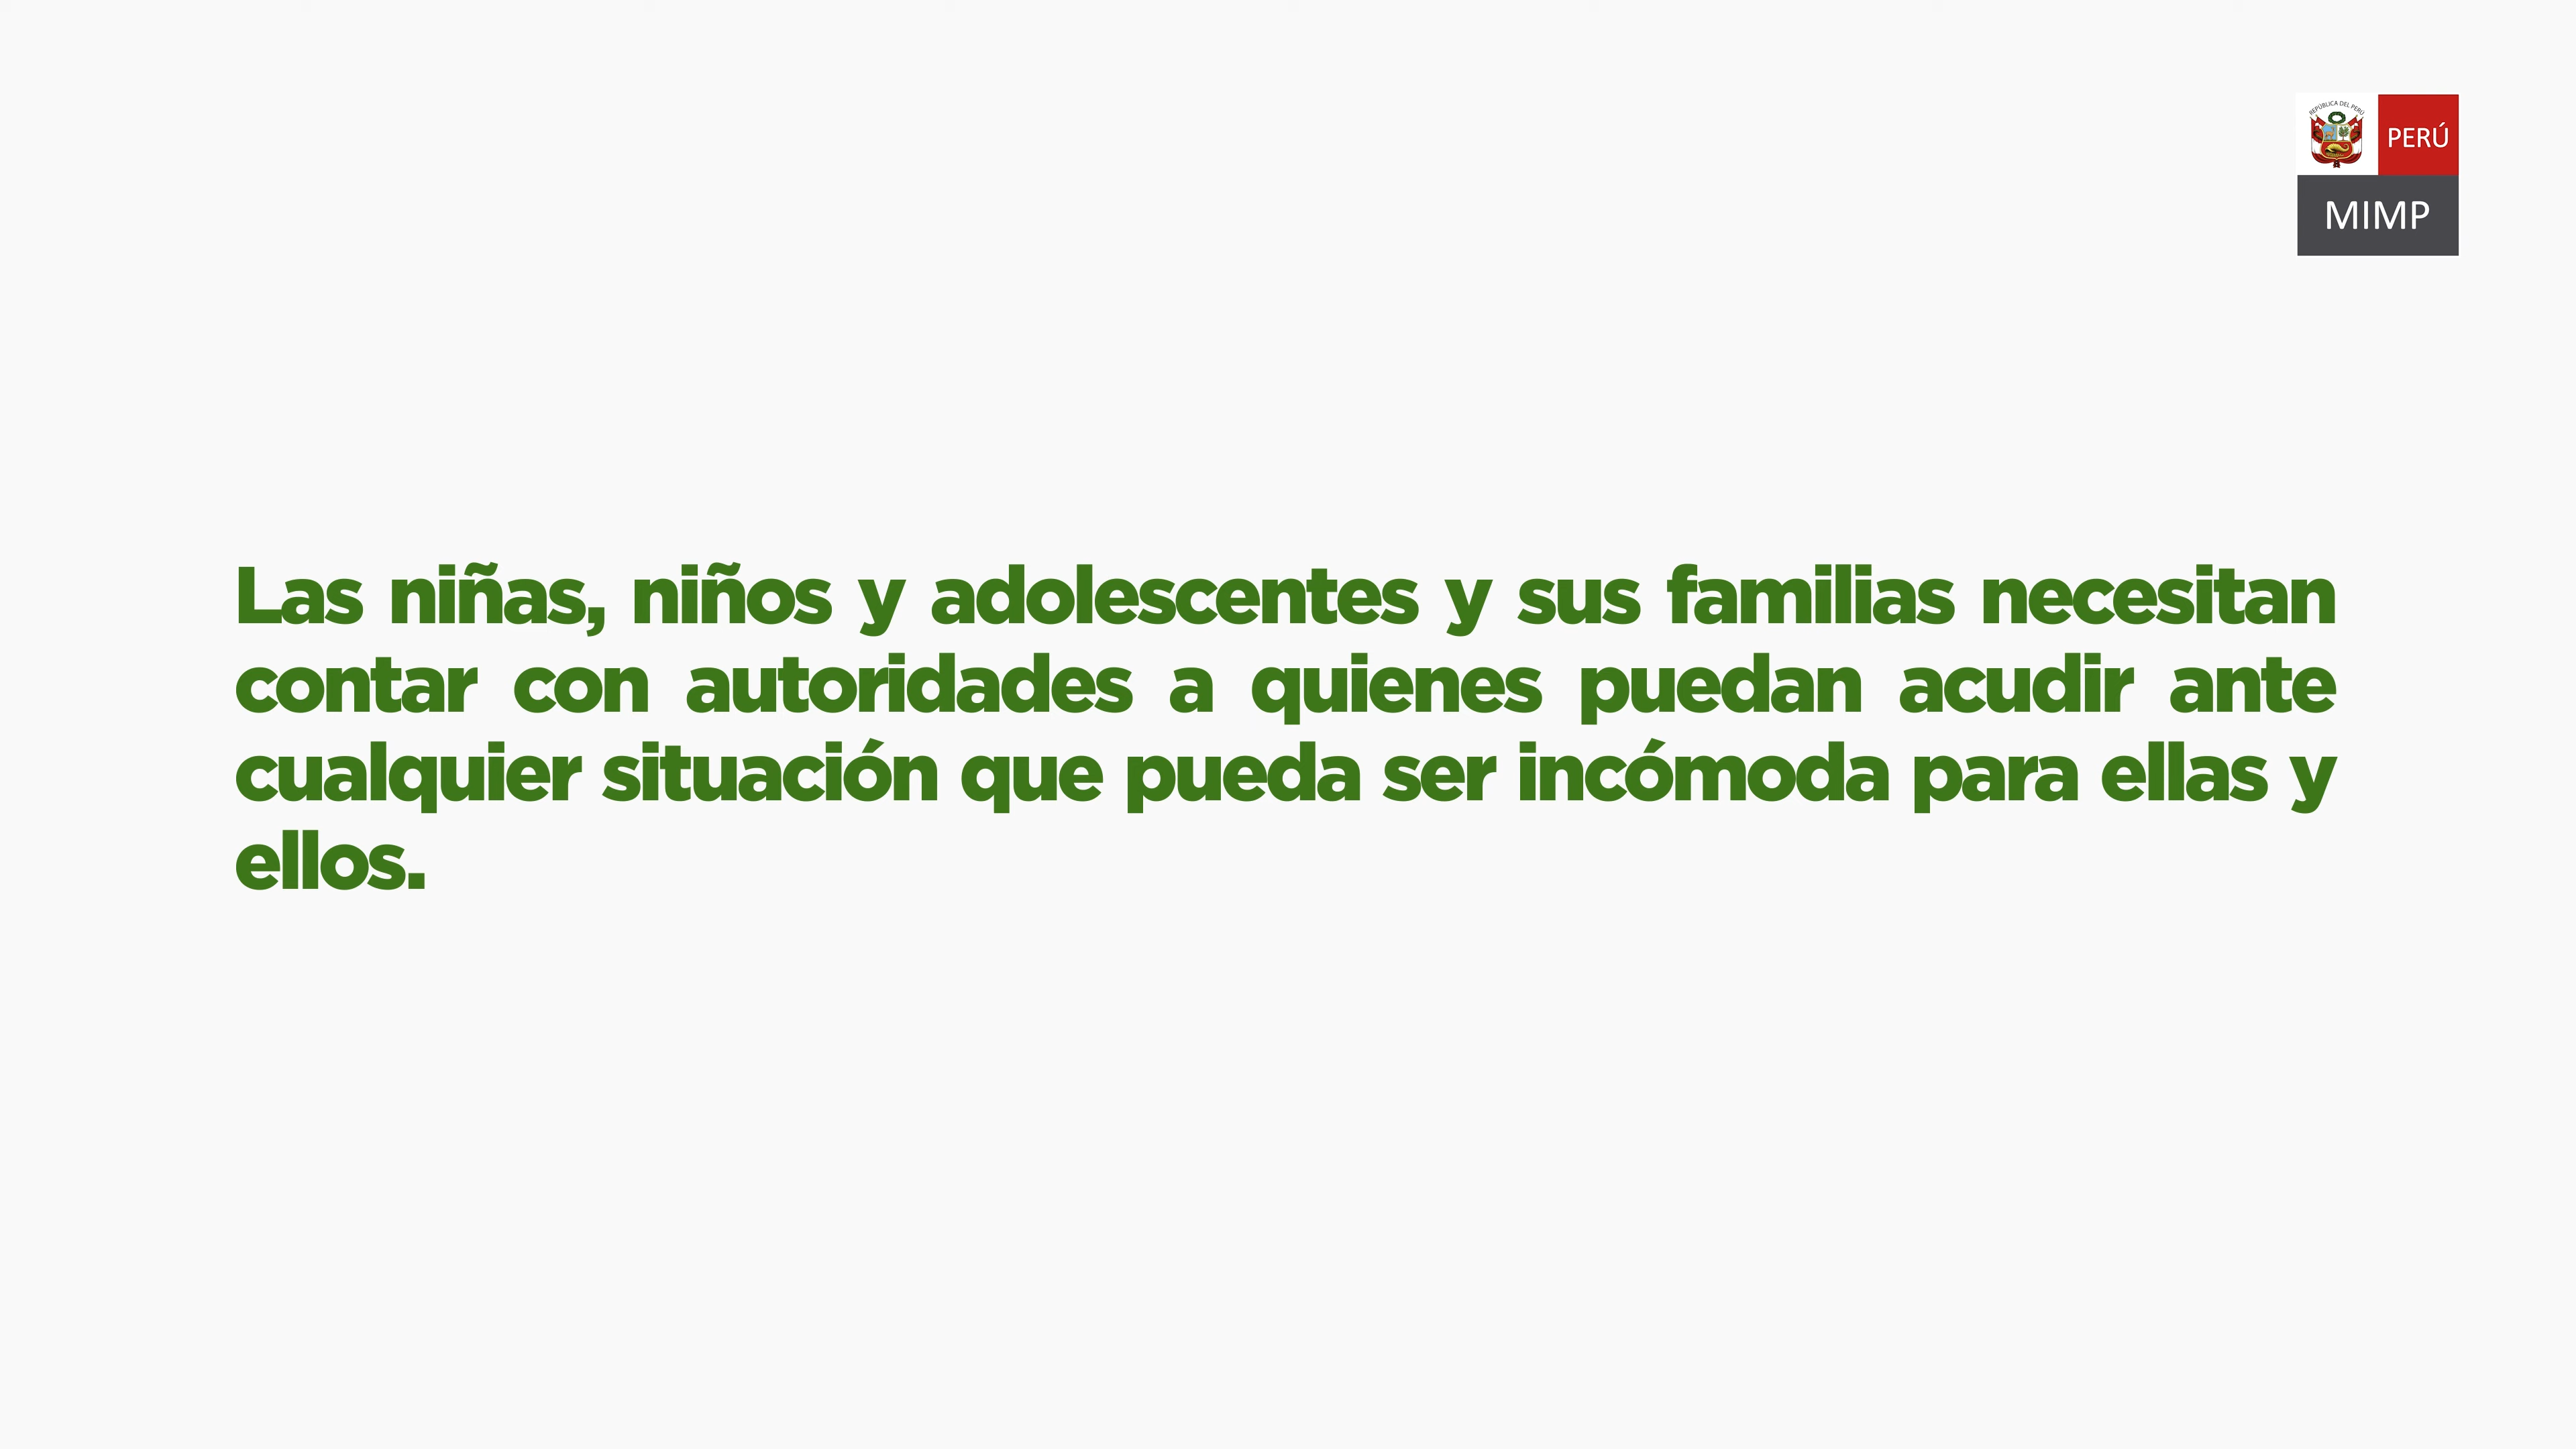 REPÚBLICA DEL PERÚ
PERÚ
MIMP
Las niñas, niños y adolescentes y sus familias necesitan
contar con autoridades a quienes puedan acudir ante
cualquier situación que pueda ser incómoda para ellas y
ellos.